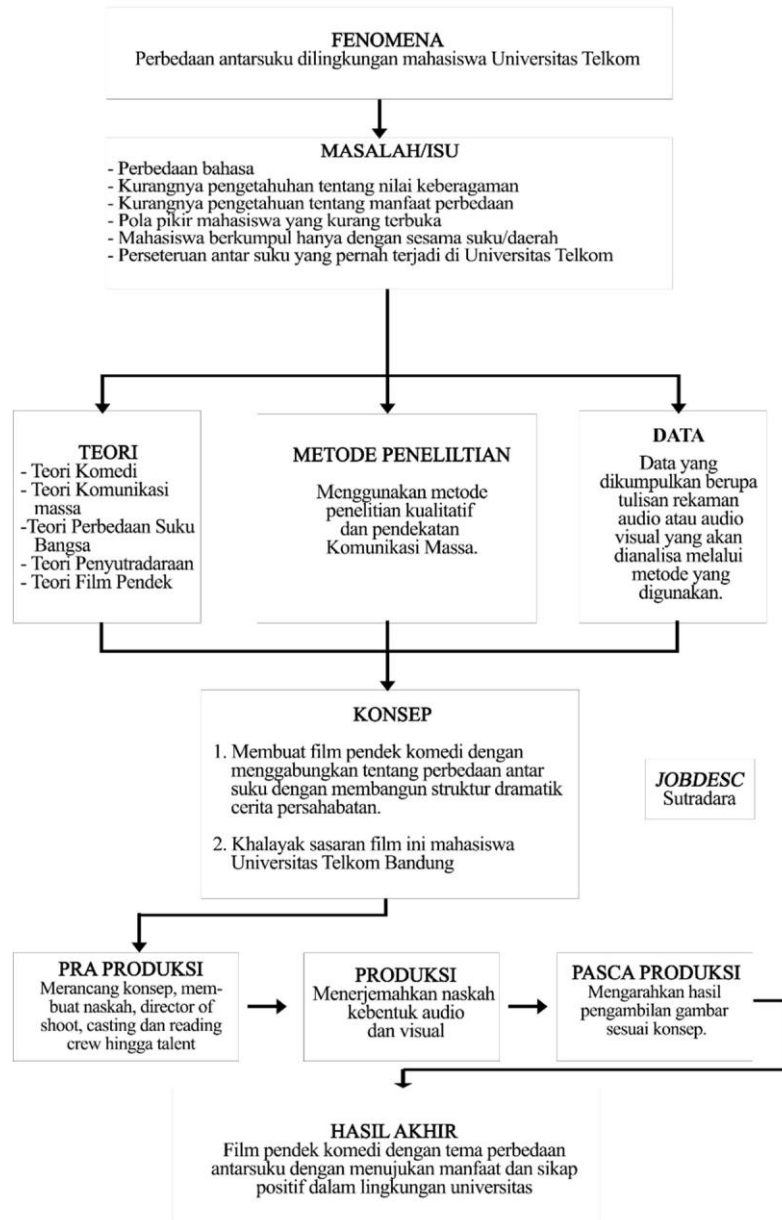 FENOMENA
Perbedaan antarsuku dilingkungan mahasiswa Universitas Telkom
MASALAH/ISU
- Perbedaan bahasa
- Kurangnya pengetahuhan tentang nilai keberagaman
- Kurangnya pengetahuan tentang manfaat perbedaan
- Pola pikir mahasiswa yang kurang terbuka
- Mahasiswa berkumpul hanya dengan sesama suku/daerah
- Perseteruan antar suku yang pernah terjadi di Universitas Telkom
TEORI
- Teori Komedi
- Teori Komunikasi
massa
-Teori Perbedaan Suku
Bangsa
- Teori Penyutradaraan
- Teori Film Pendek
METODE PENELILTIAN
Menggunakan metode
penelitian kualitatif
dan pendekatan
Komunikasi Massa.
DATA
Data yang
dikumpulkan berupa
tulisan rekaman
audio atau audio
visual yang akan
dianalisa melalui
metode yang
digunakan.
KONSEP
1. Membuat film pendek komedi dengan
menggabungkan tentang perbedaan antar
suku dengan membangun struktur dramatik
cerita persahabatan.
2. Khalayak sasaran film ini mahasiswa
Universitas Telkom Bandung
JOBDESC
Sutradara
PRA PRODUKSI
Merancang konsep, mem-
buat naskah, director of
shoot, casting dan reading
crew hingga talent
PRODUKSI
Menerjemahkan naskah
kebentuk audio
dan visual
PASCA PRODUKSI
Mengarahkan hasil
pengambilan gambar
sesuai konsep.
HASIL AKHIR
Film pendek komedi dengan tema perbedaan
antarsuku dengan menujukan manfaat dan sikap
positif dalam lingkungan universitas